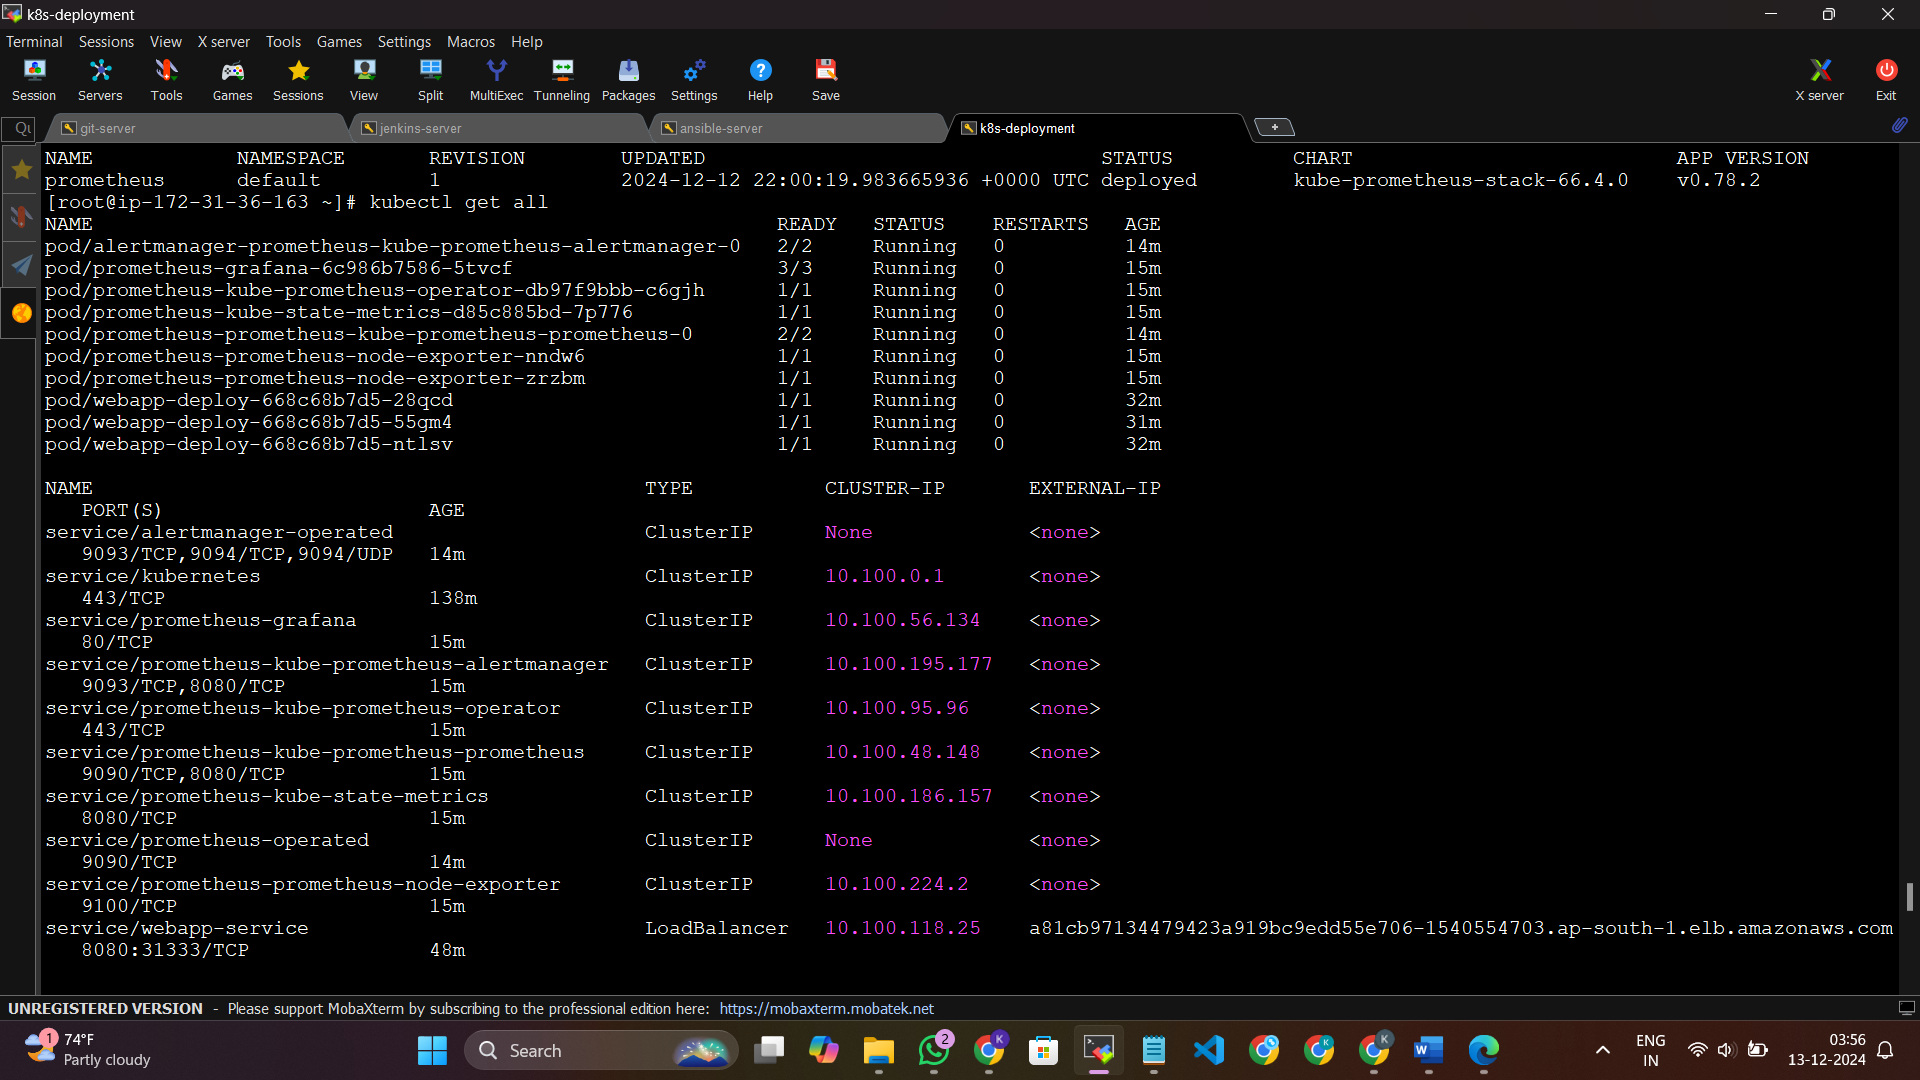 k8s-deployment
Terminal Sessions View X server Tools Games Settings Macros Help
Session Servers Tools Games Sessions View Split MultiExec Tunneling Packages Settings Help Save X server Exit
git-server jenkins-server ansible-server k8s-deployment
NAME NAMESPACE REVISION UPDATED STATUS CHART APP VERSION
prometheus default 1 2024-12-12 22:00:19.983665936 +0000 UTC deployed kube-prometheus-stack-66.4.0 v0.78.2
[root@ip-172-31-36-163 ~]# kubectl get all
NAME READY STATUS RESTARTS AGE
pod/alertmanager-prometheus-kube-prometheus-alertmanager-0 2/2 Running 0 14m
pod/prometheus-grafana-6c986b7586-5tvcf 3/3 Running 0 15m
pod/prometheus-kube-prometheus-operator-db97f9bbb-c6gjh 1/1 Running 0 15m
pod/prometheus-kube-state-metrics-d85c885bd-7p776 1/1 Running 0 15m
pod/prometheus-prometheus-kube-prometheus-prometheus-0 2/2 Running 0 14m
pod/prometheus-prometheus-node-exporter-nndw6 1/1 Running 0 15m
pod/prometheus-prometheus-node-exporter-zrzbm 1/1 Running 0 15m
pod/webapp-deploy-668c68b7d5-28qcd 1/1 Running 0 32m
pod/webapp-deploy-668c68b7d5-55gm4 1/1 Running 0 31m
pod/webapp-deploy-668c68b7d5-ntlsv 1/1 Running 0 32m
NAME TYPE CLUSTER-IP EXTERNAL-IP
PORT(S) AGE
service/alertmanager-operated ClusterIP None <none>
9093/TCP,9094/TCP,9094/UDP 14m
service/kubernetes ClusterIP 10.100.0.1 <none>
443/TCP 138m
service/prometheus-grafana ClusterIP 10.100.56.134 <none>
80/TCP 15m
service/prometheus-kube-prometheus-alertmanager ClusterIP 10.100.195.177 <none>
9093/TCP,8080/TCP 15m
service/prometheus-kube-prometheus-operator ClusterIP 10.100.95.96 <none>
443/TCP 15m
service/prometheus-kube-prometheus-prometheus ClusterIP 10.100.48.148 <none>
9090/TCP,8080/TCP 15m
service/prometheus-kube-state-metrics ClusterIP 10.100.186.157 <none>
8080/TCP 15m
service/prometheus-operated ClusterIP None <none>
9090/TCP 14m
service/prometheus-prometheus-node-exporter ClusterIP 10.100.224.2 <none>
9100/TCP 15m
service/webapp-service LoadBalancer 10.100.118.25 a81cb97134479423a919bc9edd55e706-1540554703.ap-south-1.elb.amazonaws.com
8080:31333/TCP 48m
UNREGISTERED VERSION - Please support MobaXterm by subscribing to the professional edition here: https://mobaxterm.mobatek.net
1 74°F
Partly cloudy
Search
2
ENG
IN
03:56
13-12-2024